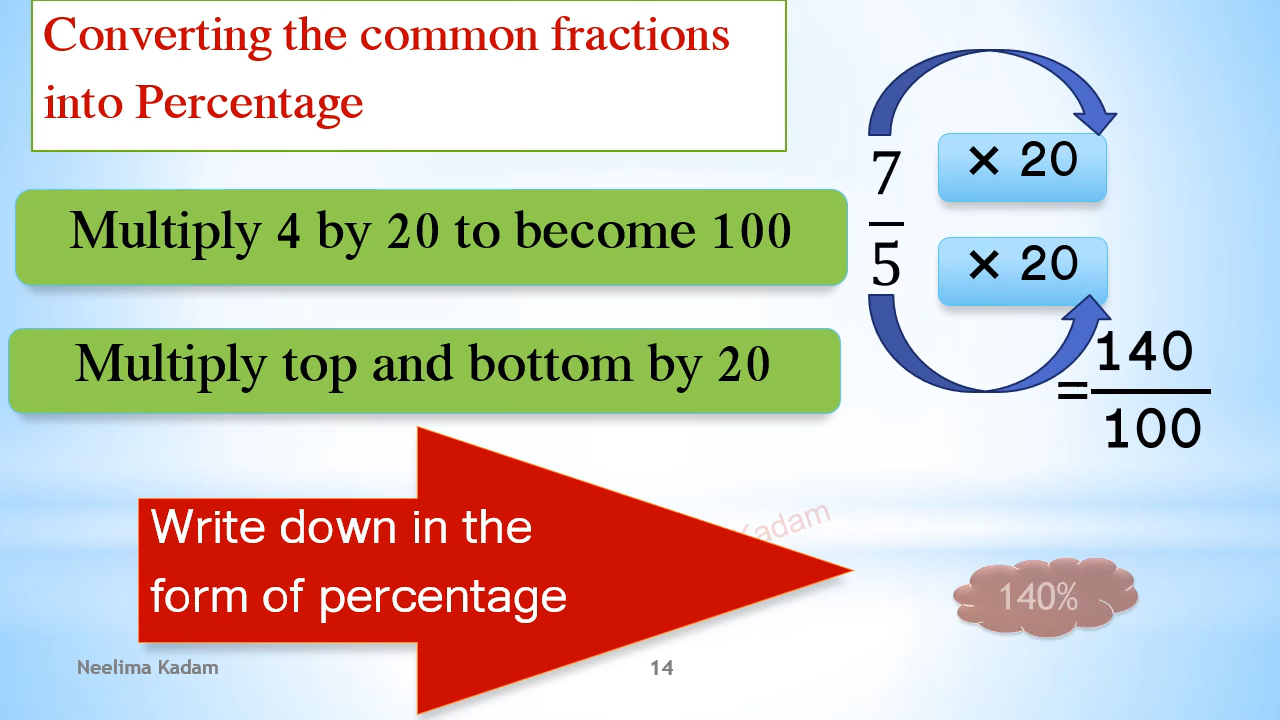 Converting the common fractions
into Percentage
Multiply 4 by 20 to become 100
Multiply top and bottom by 20
7
× 20
5
× 20
=
140
100
Write down in the
form of percentage
Kadam
140%
Neelima Kadam
14